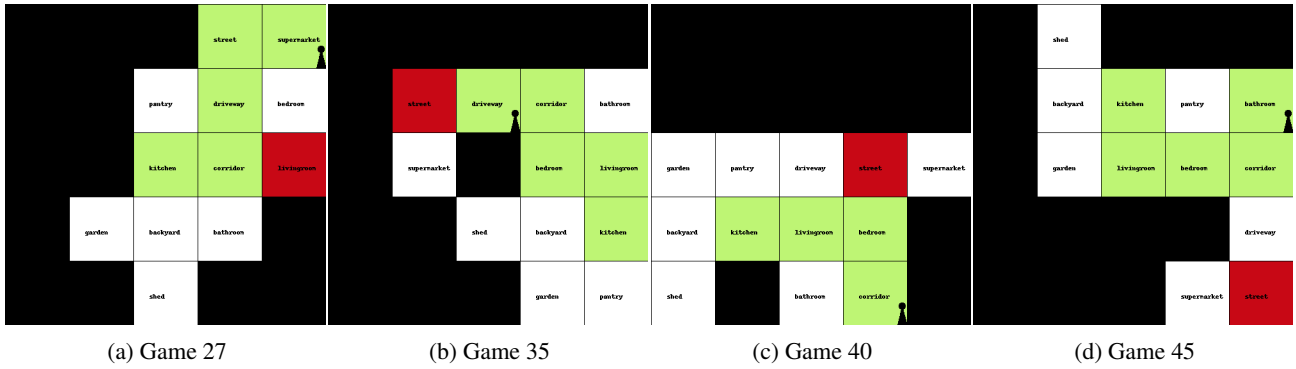 street supermarket
pantry driveway bedroom
kitchen corridor livingroom
garden backyard bathroom
shed
(a) Game 27
street driveway corridor bathroom
supermarket bedroom livingroom
shed backyard kitchen
garden pantry
(b) Game 35
garden pantry driveway street supermarket
backyard kitchen livingroom bedroom
shed bathroom corridor
(c) Game 40
shed
backyard kitchen pantry bathroom
garden livingroom bedroom corridor
driveway
supermarket street
(d) Game 45